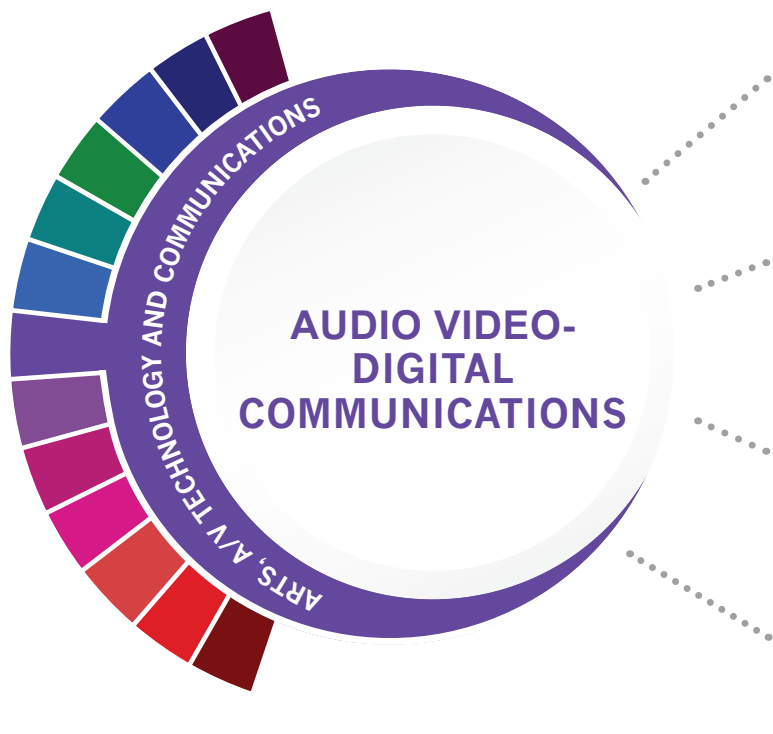 ARTS, A/V TECHNOLOGY AND COMMUNICATIONS
AUDIO VIDEO-
DIGITAL
COMMUNICATIONS